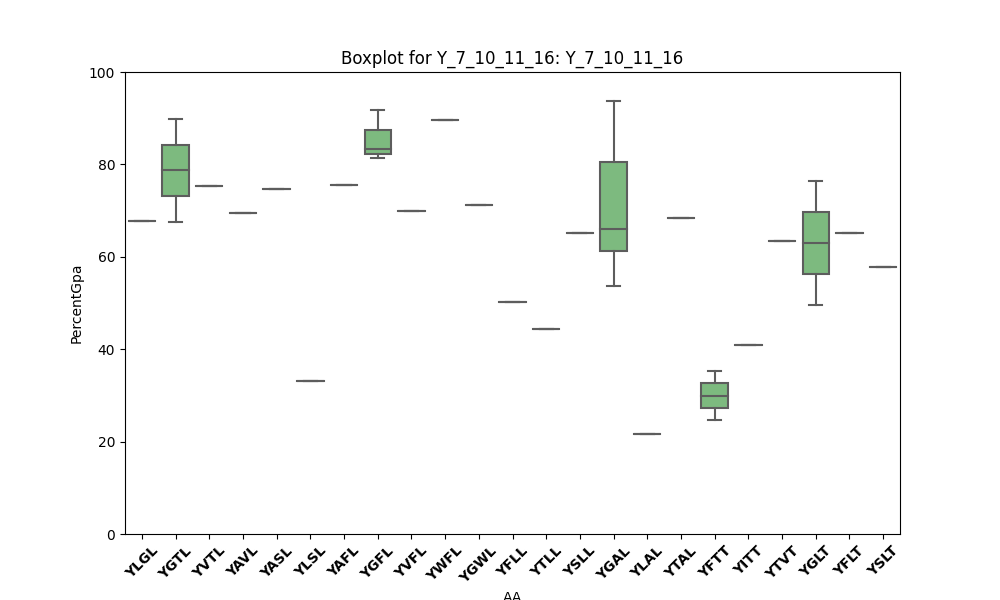 Boxplot for Y_7_10_11_16: Y_7_10_11_16
100
80
60
40
20
0
PercentGpa
YLGL YGTL YVTL YAVL YASL YLSL YAFL YGFL YVFL YWFL YGWL YFLL YTLL YSLL YGAL YLAL YTAL YFTT YITT YTVT YGLT YFLT YSLT
AA